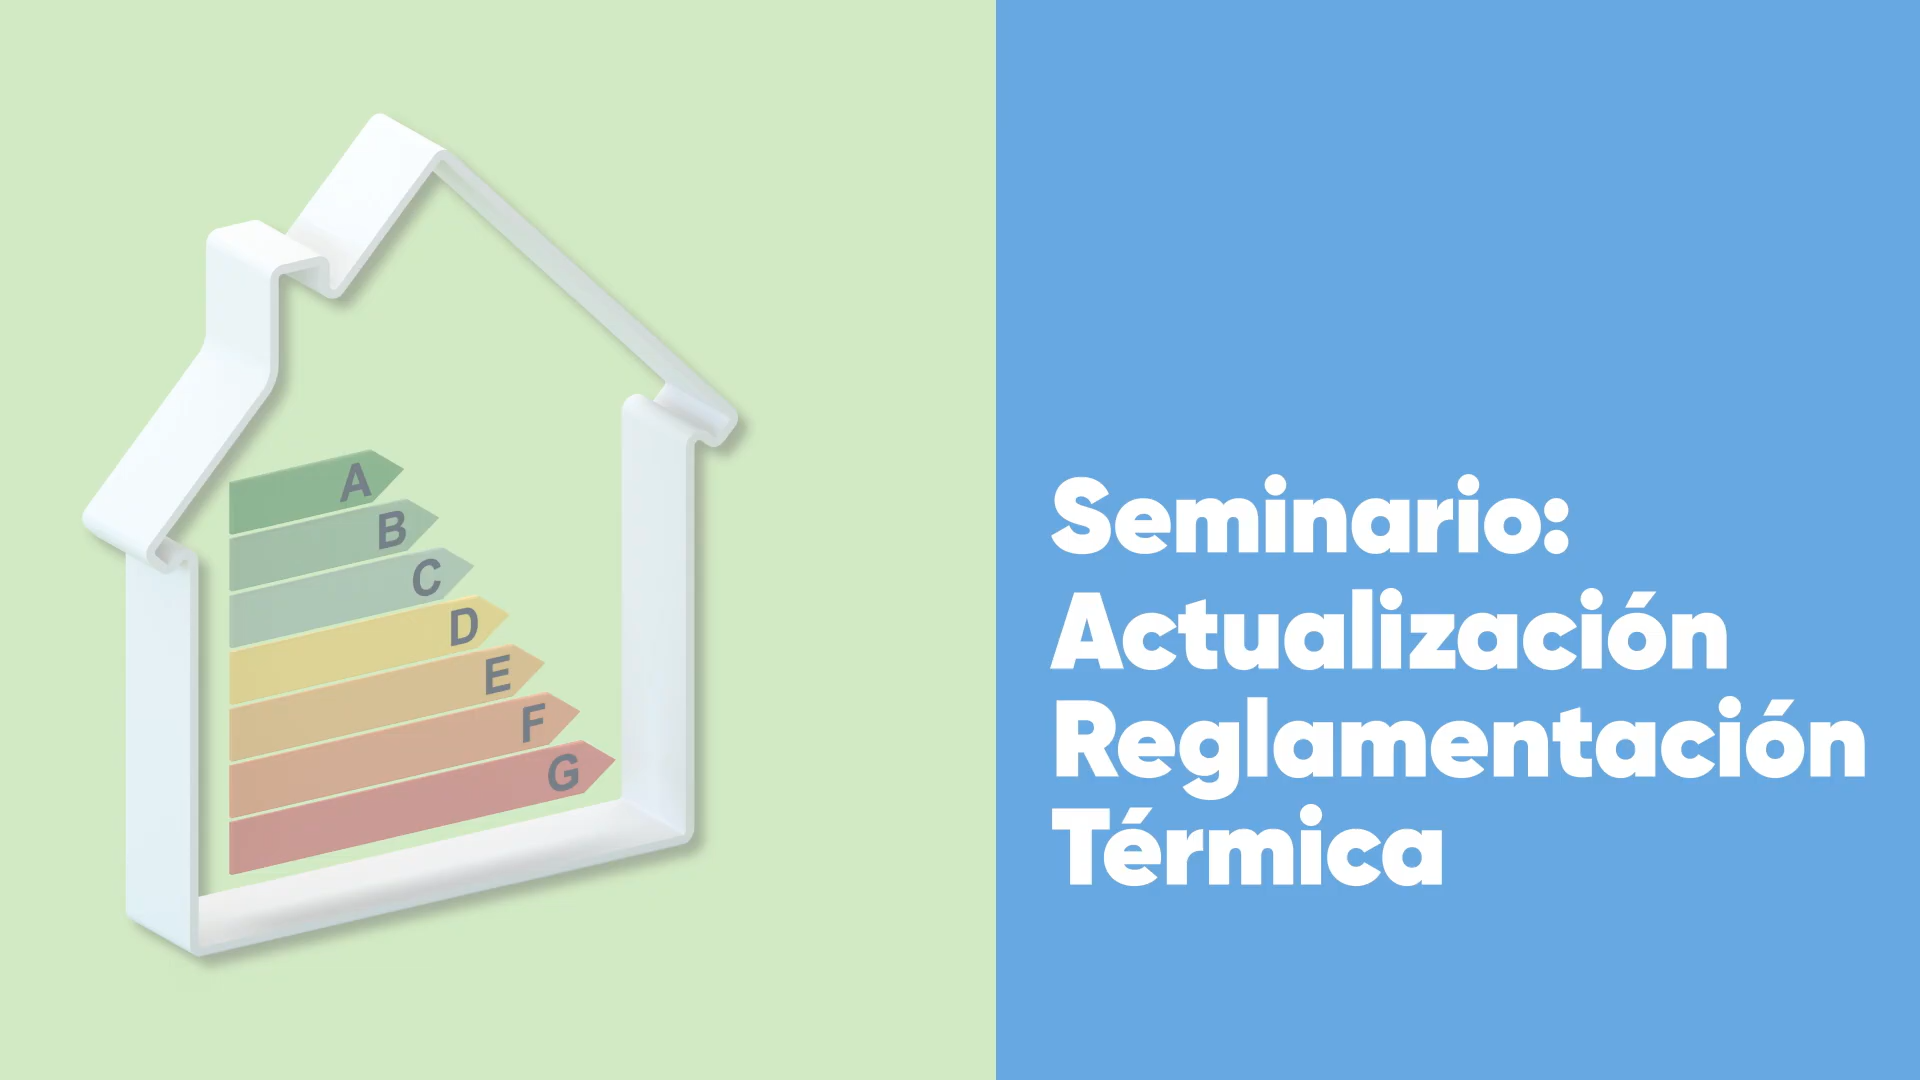 A
B
C
D
E
F
G
Seminario:
Actualización
Reglamentación
Térmica